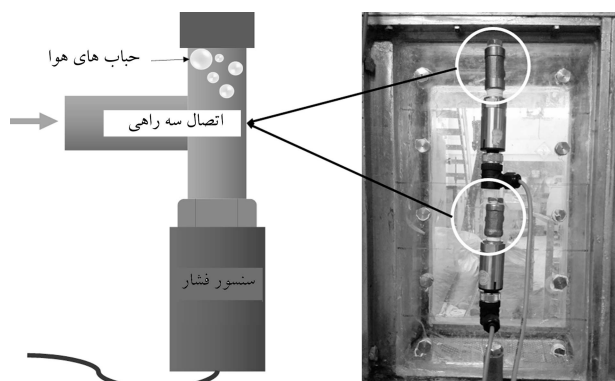 حباب های هوا
اتصال سه راهی
سنسور فشار